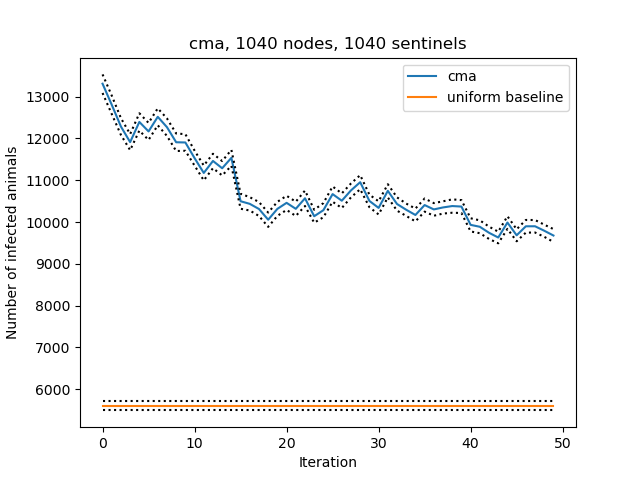 cma, 1040 nodes, 1040 sentinels
cma
uniform baseline
Number of infected animals
13000
12000
11000
10000
9000
8000
7000
6000
0 10 20 30 40 50
Iteration